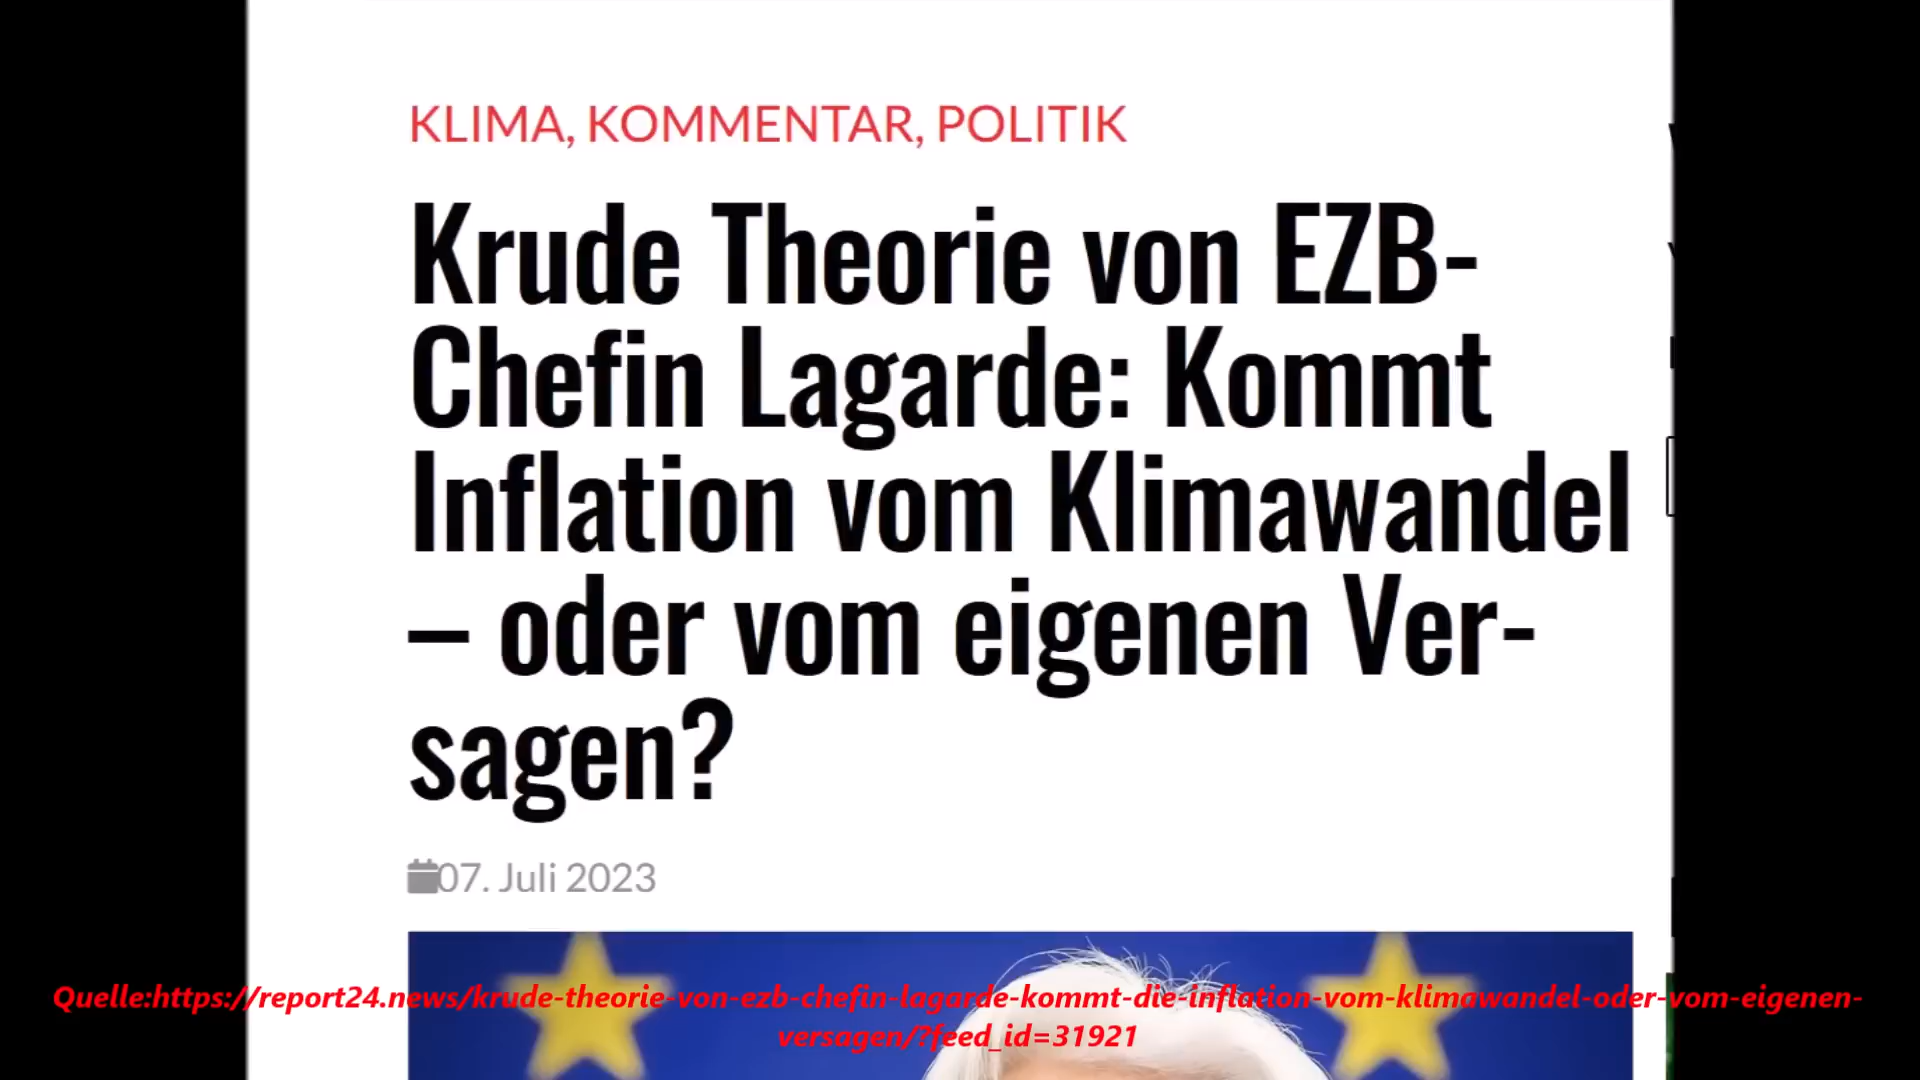 KLIMA, KOMMENTAR, POLITIK
Krude Theorie von EZB-
Chefin Lagarde: Kommt
Inflation vom Klimawandel
– oder vom eigenen Ver-
sagen?
07. Juli 2023
Quelle:https://report24.news/krude-theorie-von-ezb-chefin-lagarde-kommt-die-inflation-vom-klimawandel-oder-vom-eigenen-
versagen/?feed_id=31921